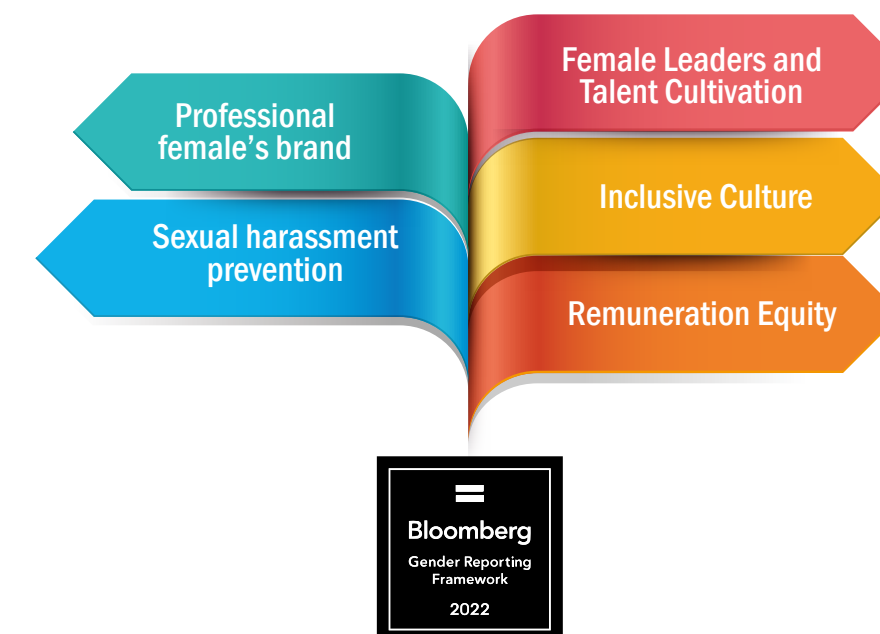 Professional
female's brand
Sexual harassment
prevention
Female Leaders and
Talent Cultivation
Inclusive Culture
Remuneration Equity
Bloomberg
Gender Reporting
Framework
2022